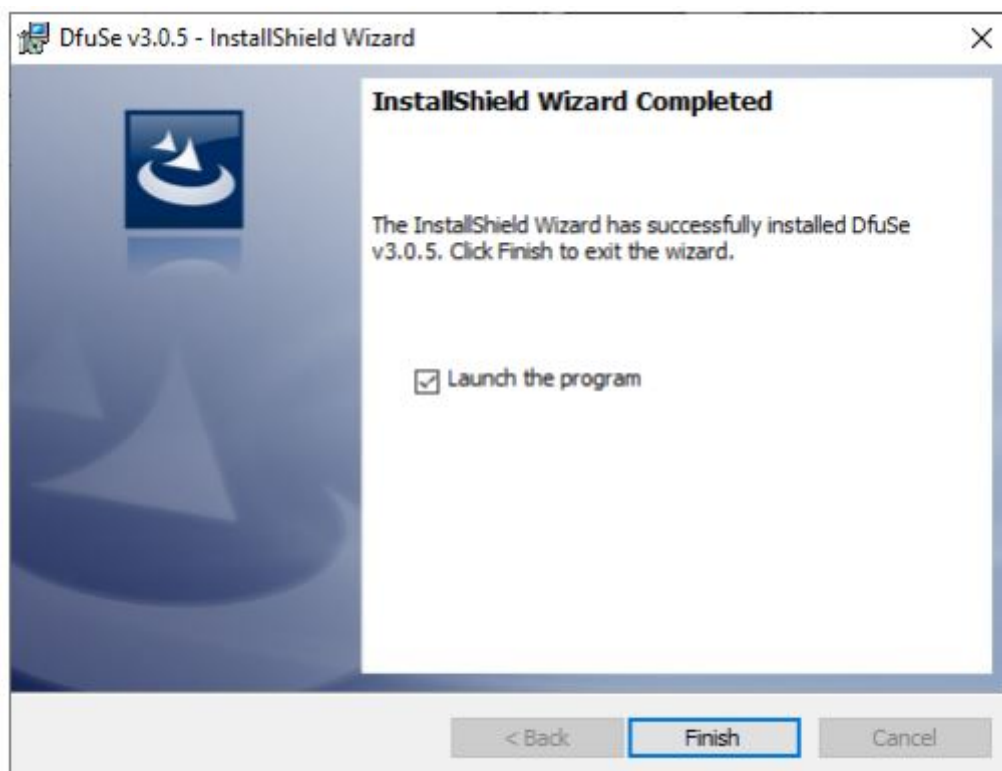 DfuSe v3.0.5 - InstallShield Wizard
InstallShield Wizard Completed
The InstallShield Wizard has successfully installed DfuSe
v3.0.5. Click Finish to exit the wizard.
Launch the program
< Back Finish Cancel